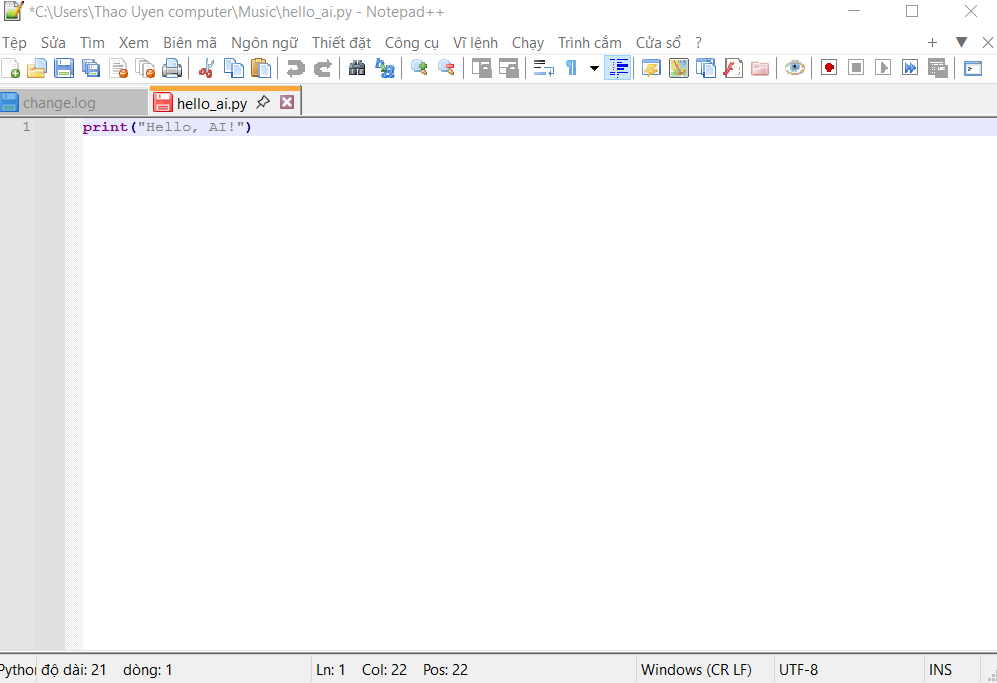 *C:\Users\Thao Uyen computer\Music\hello_ai.py - Notepad++
Tệp Sửa Tìm Xem Biên mã Ngôn ngữ Thiết đặt Công cụ Vĩ lệnh Chạy Trình cắm Cửa sổ ?
change.log hello_ai.py
1 print("Hello, AI!")
độ dài: 21 dòng: 1 Ln: 1 Col: 22 Pos: 22 Windows (CR LF) UTF-8 INS